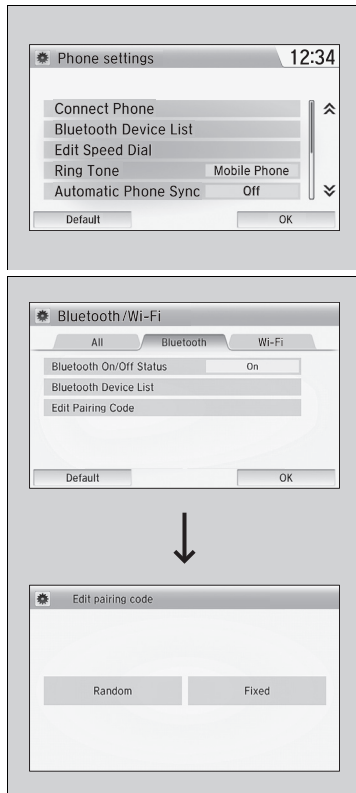 Phone settings 12:34
Connect Phone
Bluetooth Device List
Edit Speed Dial
Ring Tone Mobile Phone
Automatic Phone Sync Off
Default OK
Bluetooth/Wi-Fi
All Bluetooth Wi-Fi
Bluetooth On/Off Status On
Bluetooth Device List
Edit Pairing Code
Default OK
Edit pairing code
Random Fixed